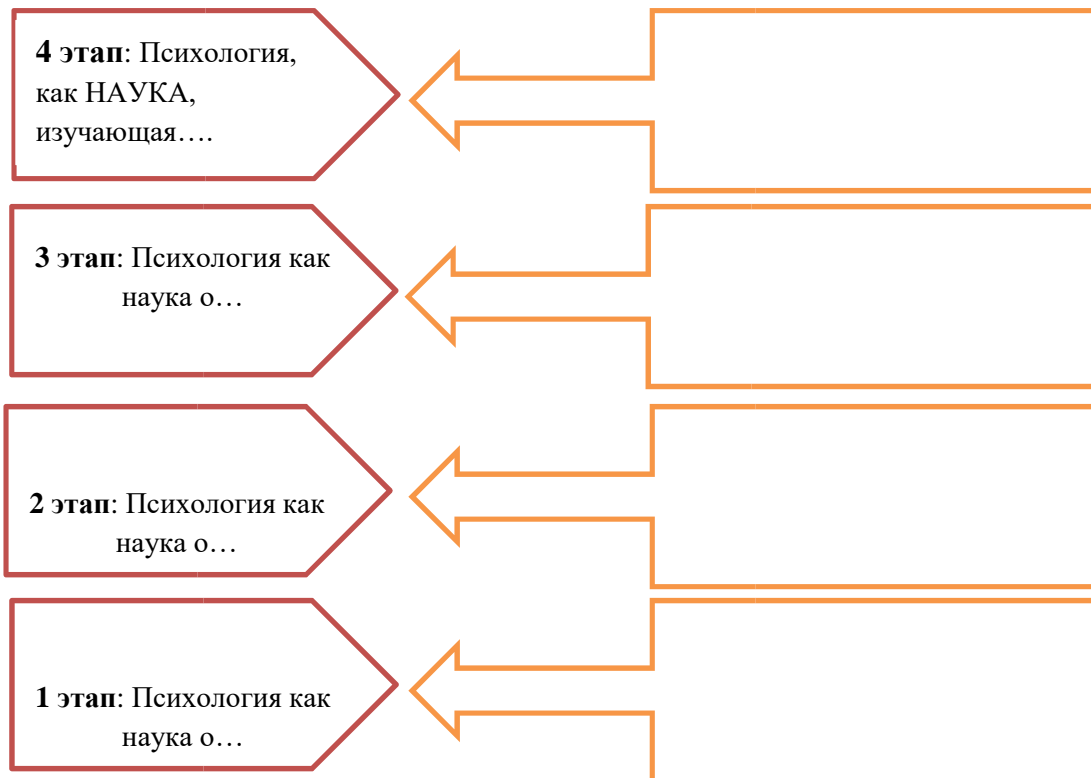 4 этап: Психология,
как НАУКА,
изучающая….
3 этап: Психология как
наука о…
2 этап: Психология как
наука о…
1 этап: Психология как
наука о…